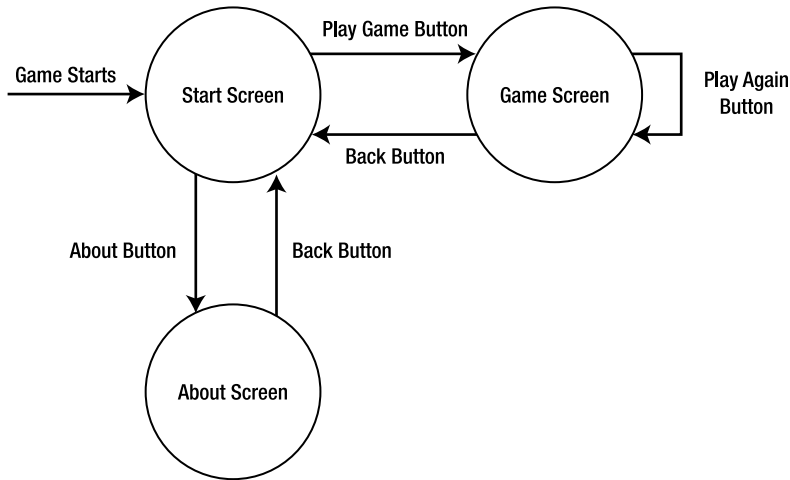 Play Game Button
Game Starts
Start Screen
Game Screen
Play Again
Button
Back Button
About Button
Back Button
About Screen